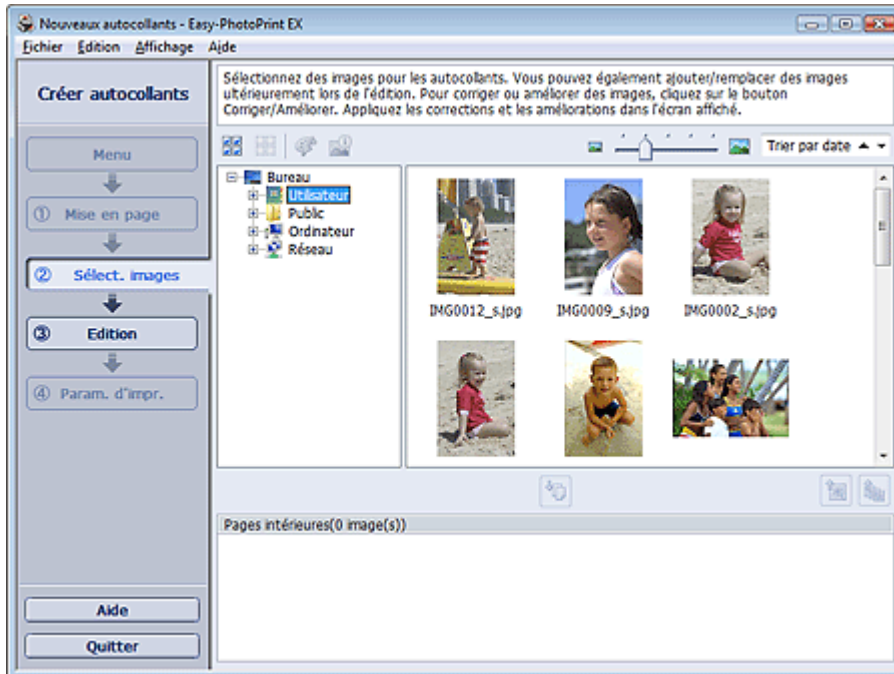 Nouveaux autocollants - Easy-PhotoPrint EX
Fichier Edition Affichage Aide
Créer autocollants
Menu
① Mise en page
② Sélect. images
③ Edition
④ Param. d'impr.
Aide
Quitter
Sélectionnez des images pour les autocollants. Vous pouvez également ajouter/remplacer des images
ultérieurement lors de l'édition. Pour corriger ou améliorer des images, cliquez sur le bouton
Corriger/Améliorer. Appliquez les corrections et les améliorations dans l'écran affiché.
Trier par date
Bureau
Utilisateur
Public
Ordinateur
Réseau
IMG0012_s.jpg IMG0009_s.jpg IMG0002_s.jpg
Pages intérieures(0 image(s))